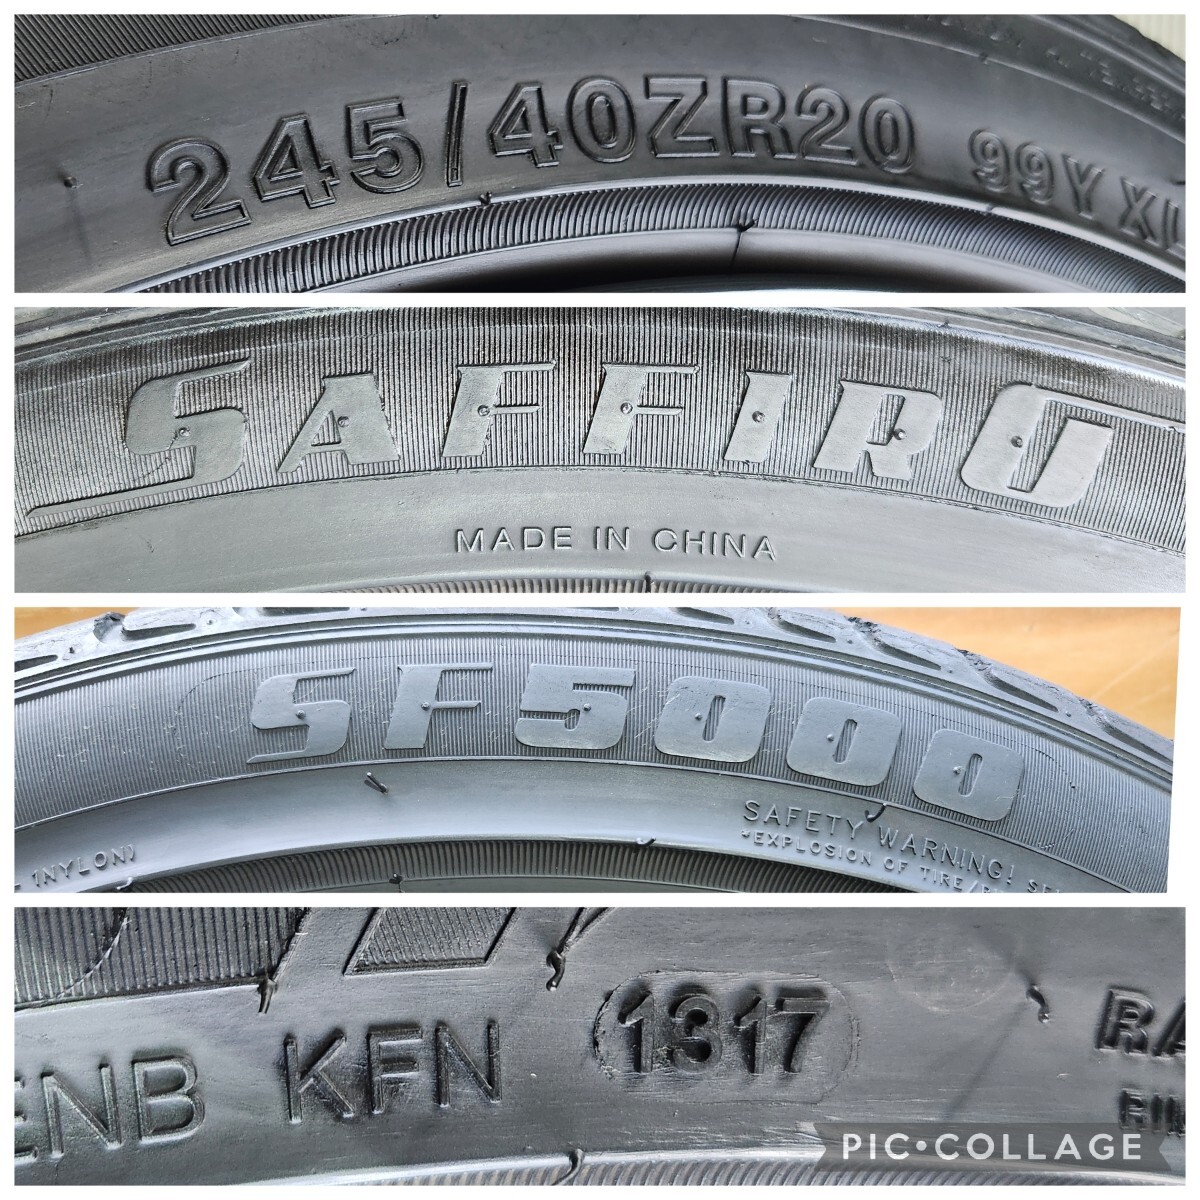 245/40ZR20 99Y XL
SAFFIRO
MADE IN CHINA
SF5000
SAFETY WARNING!
*EXPLOSION OF TIRE/
(NYLON)
ENB KFN 1317
PIC•COLLAGE